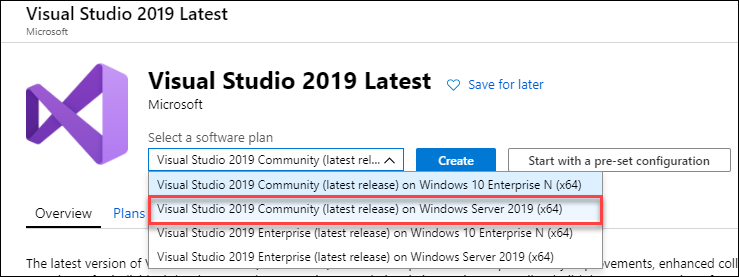 Visual Studio 2019 Latest
Microsoft
Visual Studio 2019 Latest
Save for later
Microsoft
Select a software plan
Visual Studio 2019 Community (latest rel...
Create
Start with a pre-set configuration
Visual Studio 2019 Community (latest release) on Windows 10 Enterprise N (x64)
Visual Studio 2019 Community (latest release) on Windows Server 2019 (x64)
Visual Studio 2019 Enterprise (latest release) on Windows 10 Enterprise N (x64)
Visual Studio 2019 Enterprise (latest release) on Windows Server 2019 (x64)
Overview Plans
The latest version of V improvements, enhanced coll